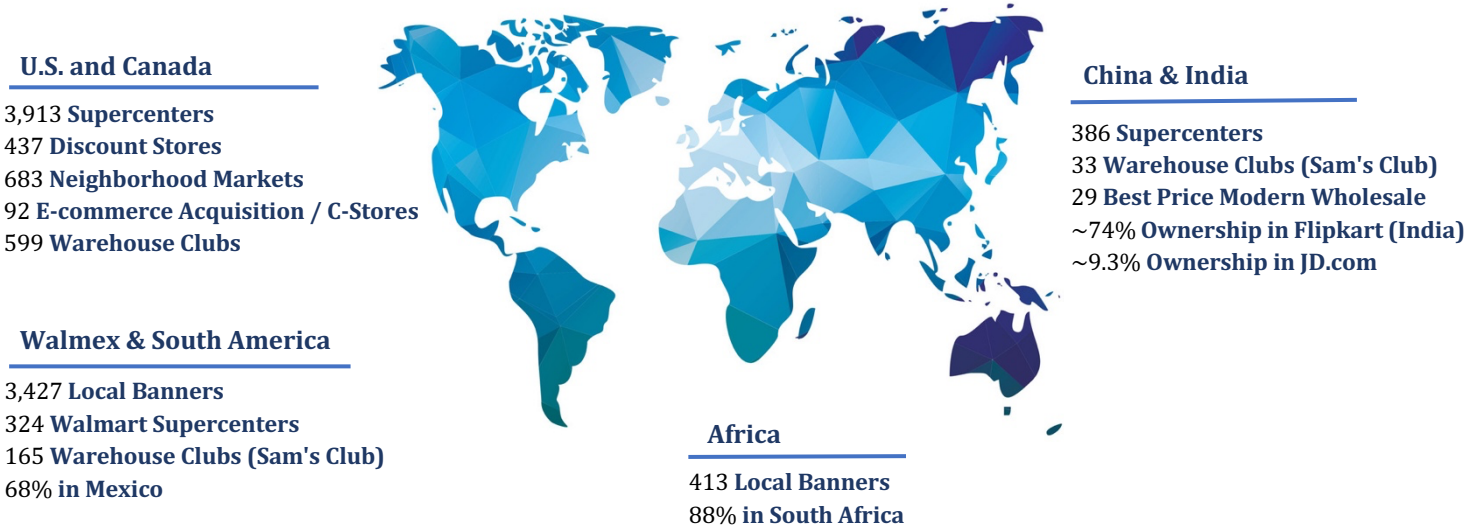 U.S. and Canada
3,913 Supercenters
437 Discount Stores
683 Neighborhood Markets
92 E-commerce Acquisition / C-Stores
599 Warehouse Clubs
Walmex & South America
3,427 Local Banners
324 Walmart Supercenters
165 Warehouse Clubs (Sam's Club)
68% in Mexico
Africa
413 Local Banners
88% in South Africa
China & India
386 Supercenters
33 Warehouse Clubs (Sam's Club)
29 Best Price Modern Wholesale
~74% Ownership in Flipkart (India)
~9.3% Ownership in JD.com